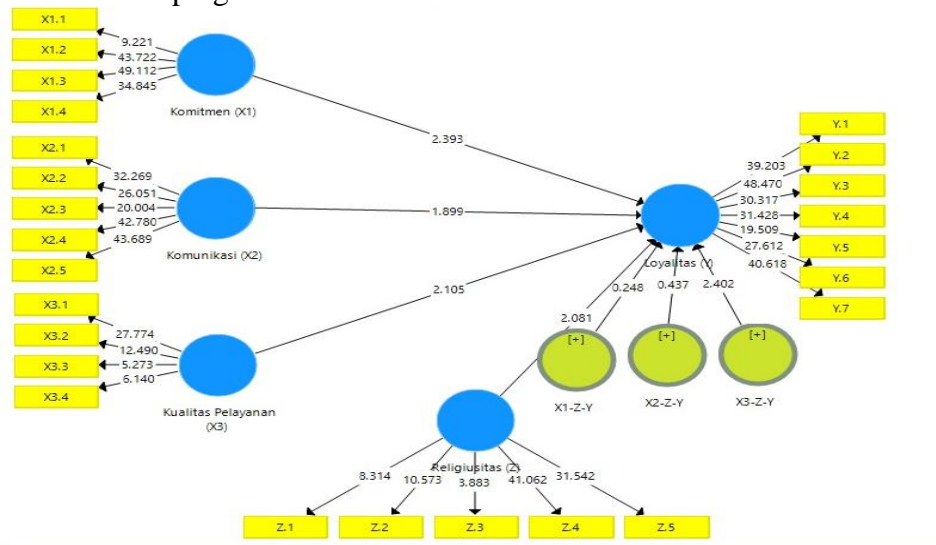 X1.1
X1.2
X1.3
X1.4
9.221
43.722
49.112
34.845
Komitmen (X1)
2.393
X2.1
X2.2
X2.3
X2.4
X2.5
32.269
26.051
20.004
42.780
43.689
Komunikasi (X2)
1.899
X3.1
X3.2
X3.3
X3.4
27.774
12.490
5.273
6.140
Kualitas Pelayanan
(X3)
2.105
Loyalitas (Y)
39.203
48.470
30.317
31.428
19.509
27.612
40.618
Y.1
Y.2
Y.3
Y.4
Y.5
Y.6
Y.7
2.081
0.248
0.437
2.402
[+]
[+]
[+]
X1-Z-Y
X2-Z-Y
X3-Z-Y
Religiusitas (Z)
8.314
10.573
3.883
41.062
31.542
Z.1
Z.2
Z.3
Z.4
Z.5